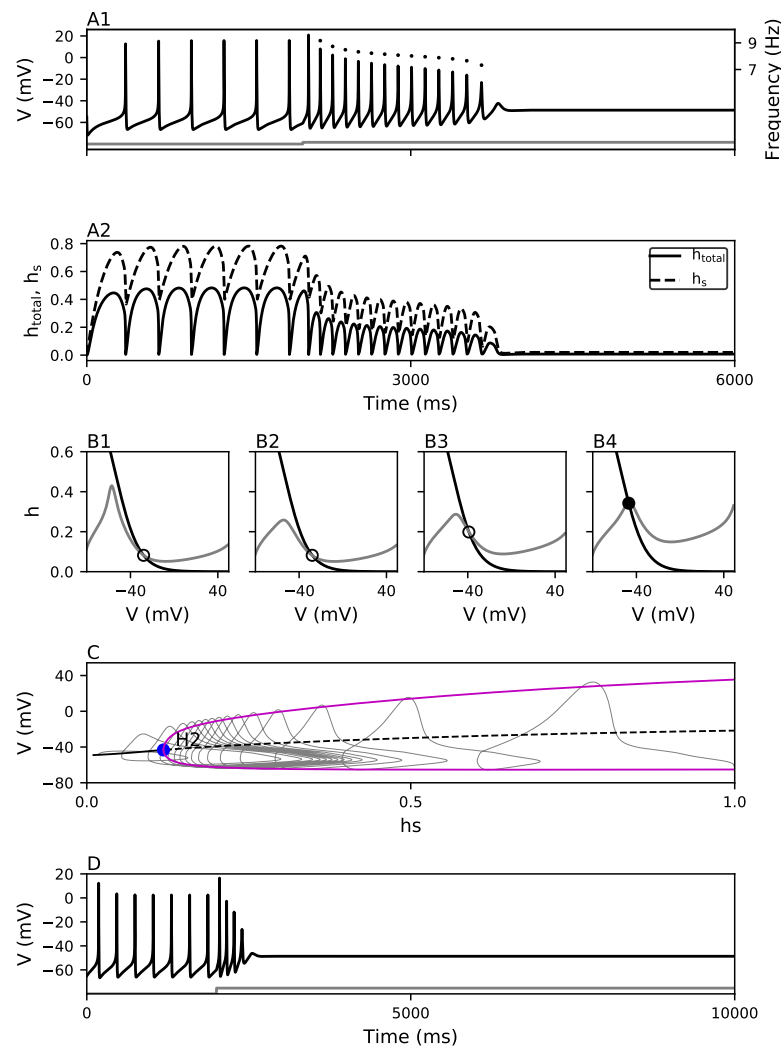 A1
20
0
−20
−40
−60
V (mV)
9
7
Frequency (Hz)
0
3000
A2
0.8
0.6
0.4
0.2
0.0
h_total, h_s
h_total
h_s
0
3000
6000
Time (ms)
B1
B2
B3
B4
0.6
0.4
0.2
0.0
h
−40
40
−40
40
−40
40
−40
40
V (mV)
V (mV)
V (mV)
V (mV)
C
40
0
−40
−80
V (mV)
H2
0.0
0.5
1.0
hs
D
20
0
−20
−40
−60
V (mV)
0
5000
10000
Time (ms)